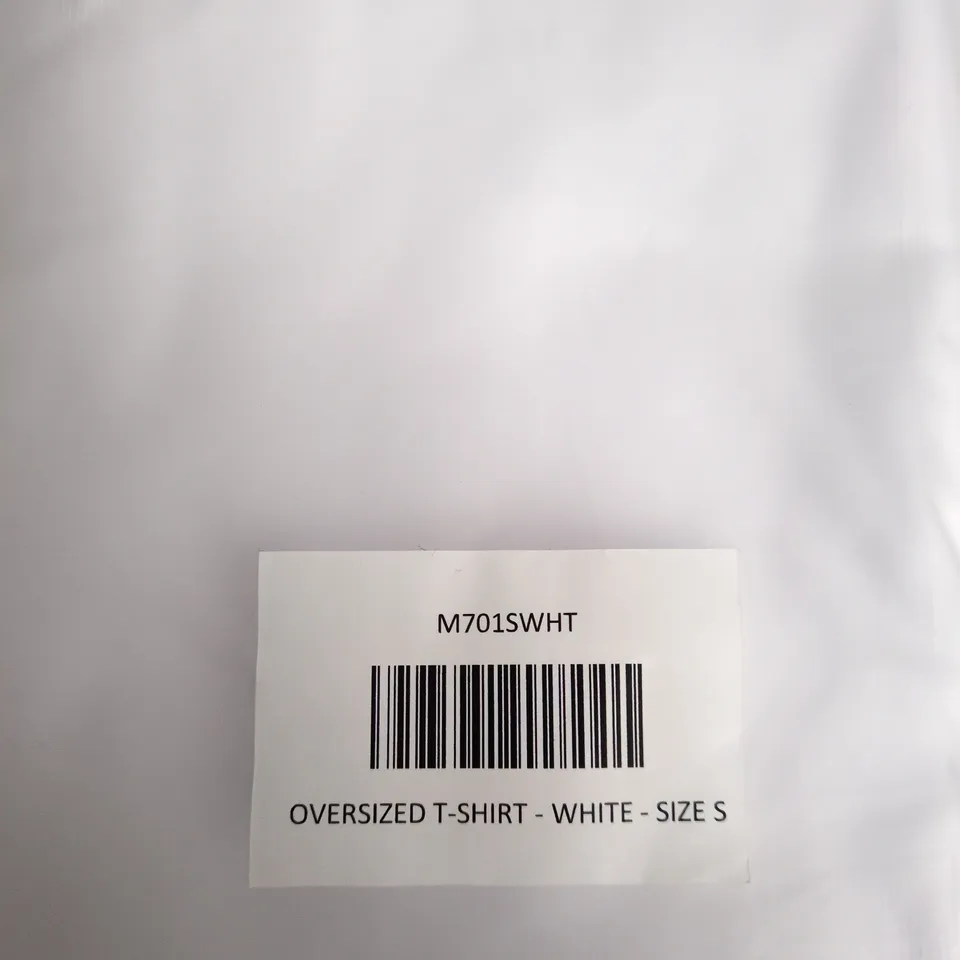 M701SWHT
OVERSIZED T-SHIRT - WHITE - SIZE S